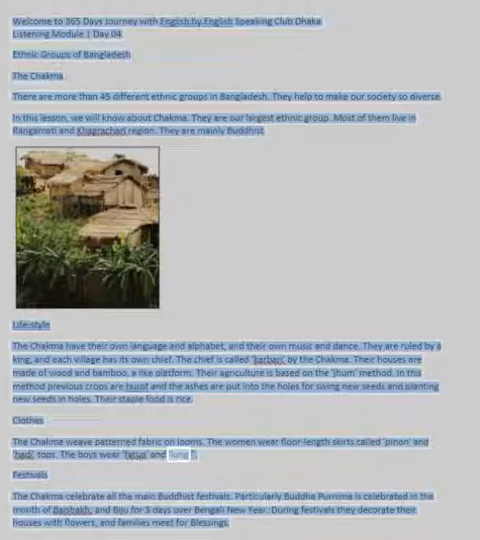 Welcome to 365 Days Journey with English by English Speaking Club Dhaka
Listening Module | Day 04
Ethnic Groups of Bangladesh
The Chakma
There are more than 45 different ethnic groups in Bangladesh. They help to make our society so diverse.
In this lesson, we will know about Chakma. They are our largest ethnic group. Most of them live in
Rangamati and Khagrachari region. They are mainly Buddhist.
Life-style
The Chakma have their own language and alphabet, and their own music and dance. They are ruled by a
king, and each village has its own chief. The chief is called 'karbari' by the Chakma. Their houses are
made of wood and bamboo, a like platform. Their agriculture is based on the 'jhum' method. In this
method previous crops are burnt and the ashes are put into the holes for swing new seeds and planting
new seeds in holes. Their staple food is rice.
Clothes
The Chakma weave patterned fabric on looms. The women wear floor-length skirts called 'pinon' and
'hadi' tops. The boys wear 'fatua' and 'lungi'.
Festivals
The Chakma celebrate all the main Buddhist festivals. Particularly Buddha Purnima is celebrated in the
month of Baishakh, and Biju for 3 days over Bengali New Year. During festivals they decorate their
houses with flowers, and families meet for Blessings.